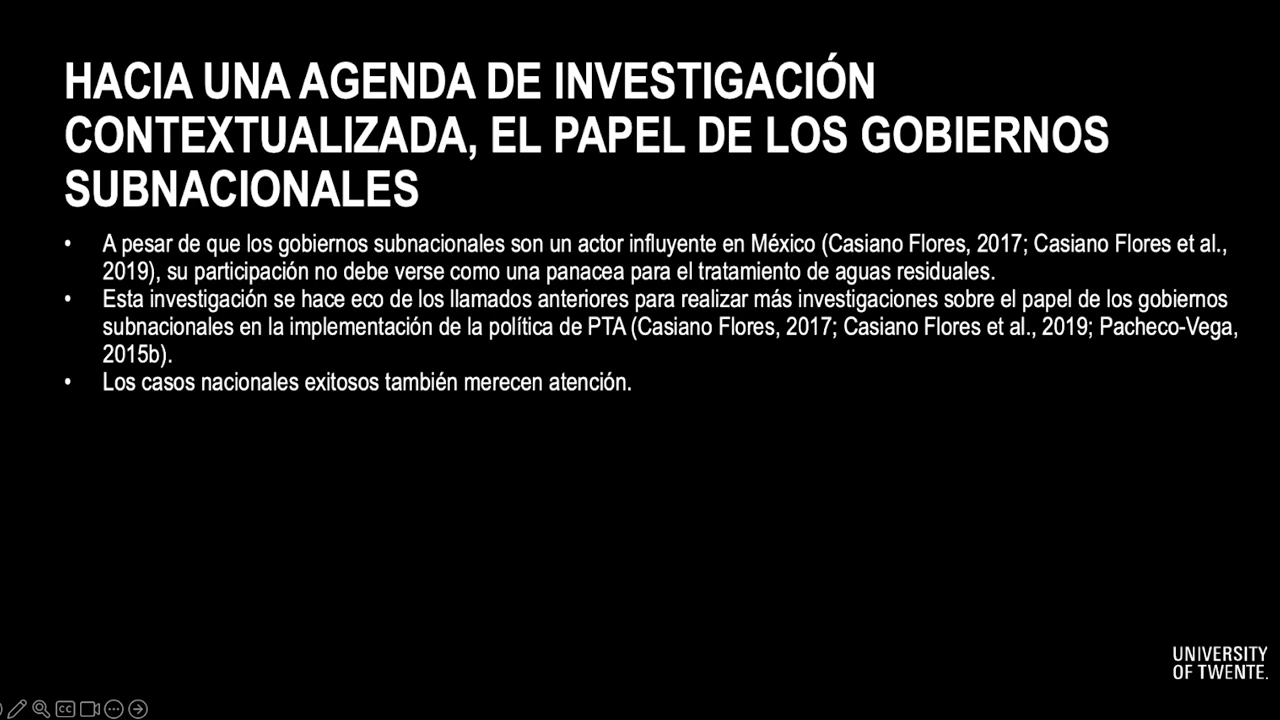 HACIA UNA AGENDA DE INVESTIGACIÓN
CONTEXTUALIZADA, EL PAPEL DE LOS GOBIERNOS
SUBNACIONALES
• A pesar de que los gobiernos subnacionales son un actor influyente en México (Casiano Flores, 2017; Casiano Flores et al.,
2019), su participación no debe verse como una panacea para el tratamiento de aguas residuales.
• Esta investigación se hace eco de los llamados anteriores para realizar más investigaciones sobre el papel de los gobiernos
subnacionales en la implementación de la política de PTA (Casiano Flores, 2017; Casiano Flores et al., 2019; Pacheco-Vega,
2015b).
• Los casos nacionales exitosos también merecen atención.
UNIVERSITY
OF TWENTE.
CC